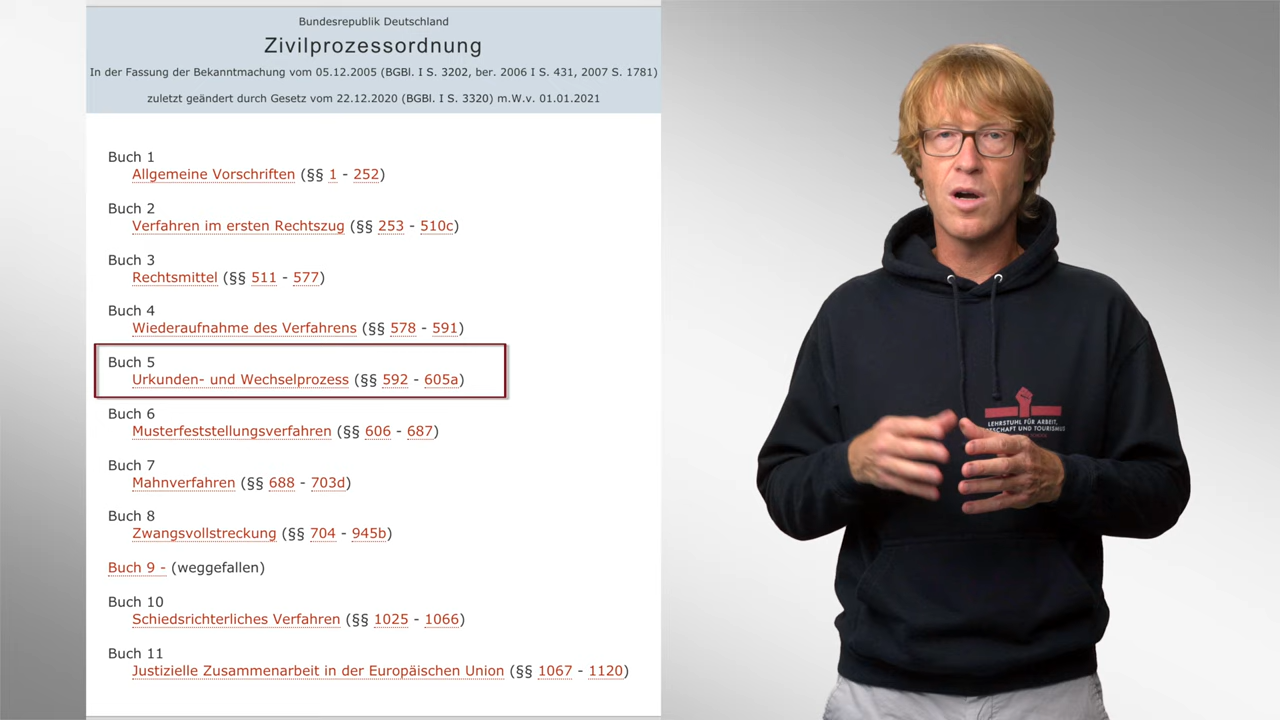 Bundesrepublik Deutschland
Zivilprozessordnung
In der Fassung der Bekanntmachung vom 05.12.2005 (BGBl. I S. 3202, ber. 2006 I S. 431, 2007 S. 1781)
zuletzt geändert durch Gesetz vom 22.12.2020 (BGBl. I S. 3320) m.W.v. 01.01.2021
Buch 1
Allgemeine Vorschriften (§§ 1 - 252)
Buch 2
Verfahren im ersten Rechtszug (§§ 253 - 510c)
Buch 3
Rechtsmittel (§§ 511 - 577)
Buch 4
Wiederaufnahme des Verfahrens (§§ 578 - 591)
Buch 5
Urkunden- und Wechselprozess (§§ 592 - 605a)
Buch 6
Musterfeststellungsverfahren (§§ 606 - 687)
Buch 7
Mahnverfahren (§§ 688 - 703d)
Buch 8
Zwangsvollstreckung (§§ 704 - 945b)
Buch 9 - (weggefallen)
Buch 10
Schiedsrichterliches Verfahren (§§ 1025 - 1066)
Buch 11
Justizielle Zusammenarbeit in der Europäischen Union (§§ 1067 - 1120)
LEHRSTUHL FÜR ARBEIT,
UND TOURISMUS